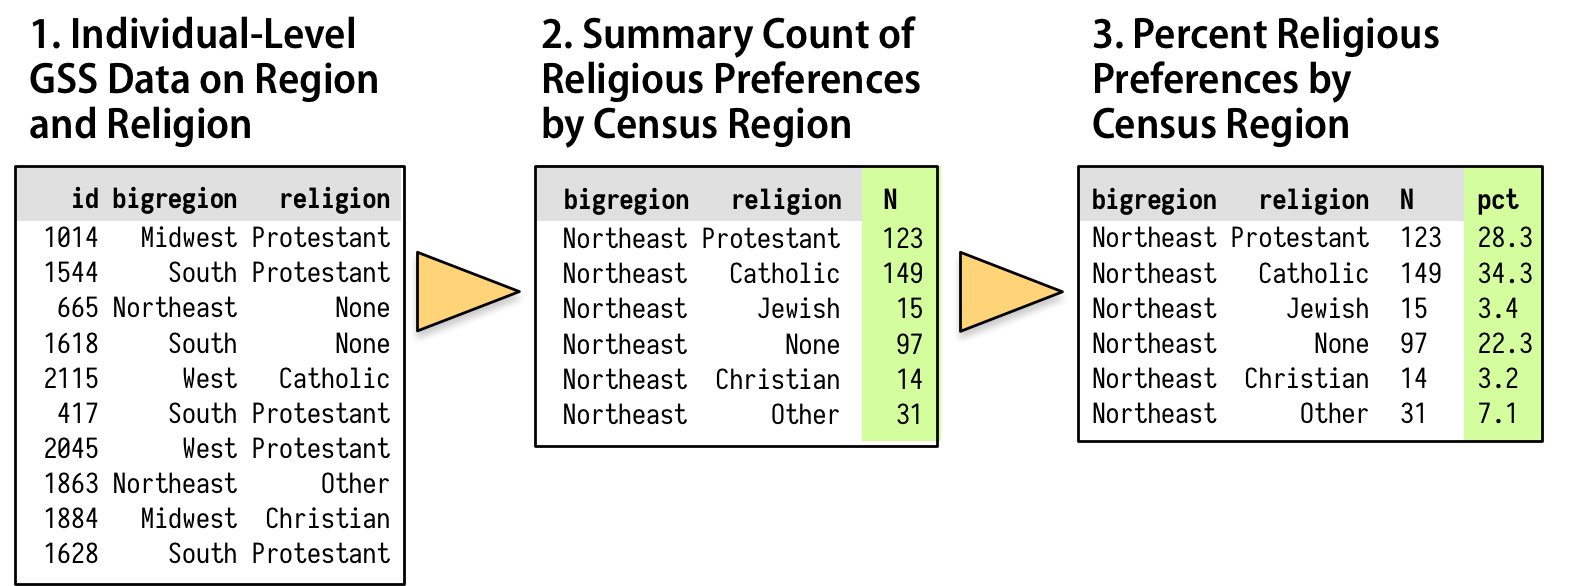 1. Individual-Level
GSS Data on Region
and Religion
id bigregion religion
1014 Midwest Protestant
1544 South Protestant
665 Northeast None
1618 South None
2115 West Catholic
417 South Protestant
2045 West Protestant
1863 Northeast Other
1884 Midwest Christian
1628 South Protestant
2. Summary Count of
Religious Preferences
by Census Region
bigregion religion N
Northeast Protestant 123
Northeast Catholic 149
Northeast Jewish 15
Northeast None 97
Northeast Christian 14
Northeast Other 31
3. Percent Religious
Preferences by
Census Region
bigregion religion N pct
Northeast Protestant 123 28.3
Northeast Catholic 149 34.3
Northeast Jewish 15 3.4
Northeast None 97 22.3
Northeast Christian 14 3.2
Northeast Other 31 7.1